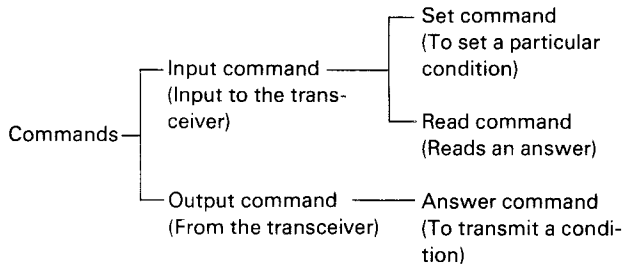 Set command
(To set a particular
condition)
Input command
(Input to the trans-
ceiver)
Read command
(Reads an answer)
Commands
Output command
(From the transceiver)
Answer command
(To transmit a condi-
tion)